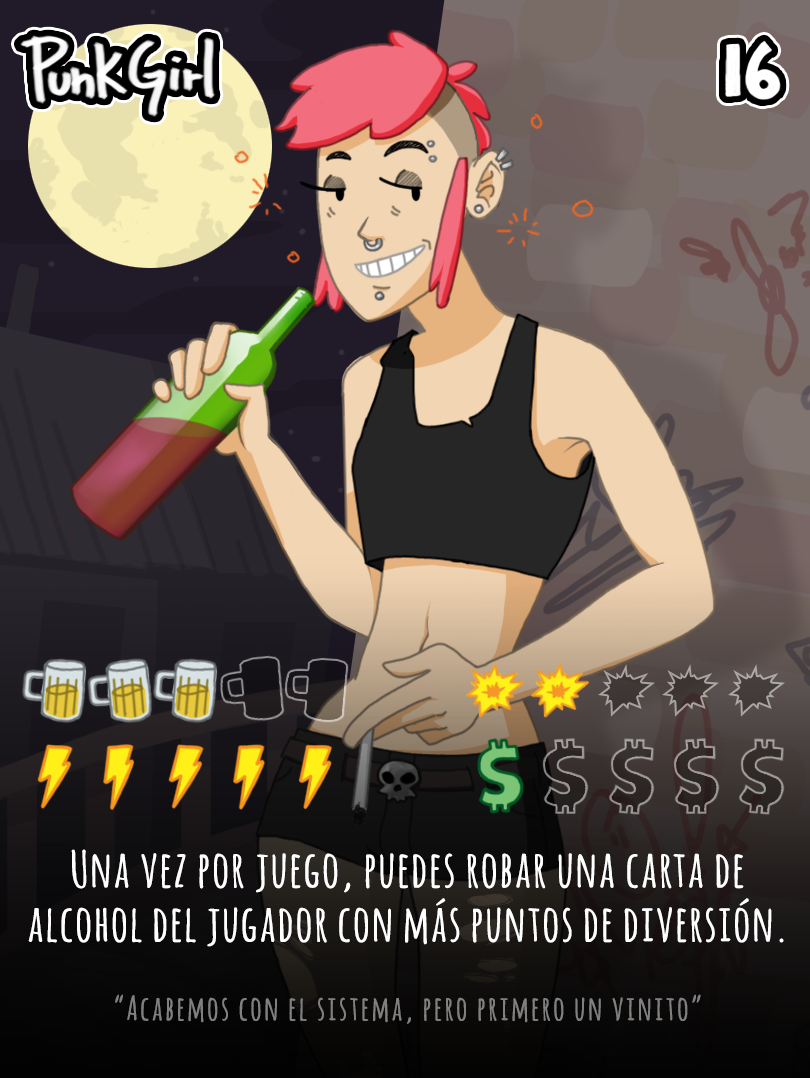 PunkGirl
16
Una vez por juego, puedes robar una carta de
alcohol del jugador con más puntos de diversión.
“Acabemos con el sistema, pero primero un vinito”